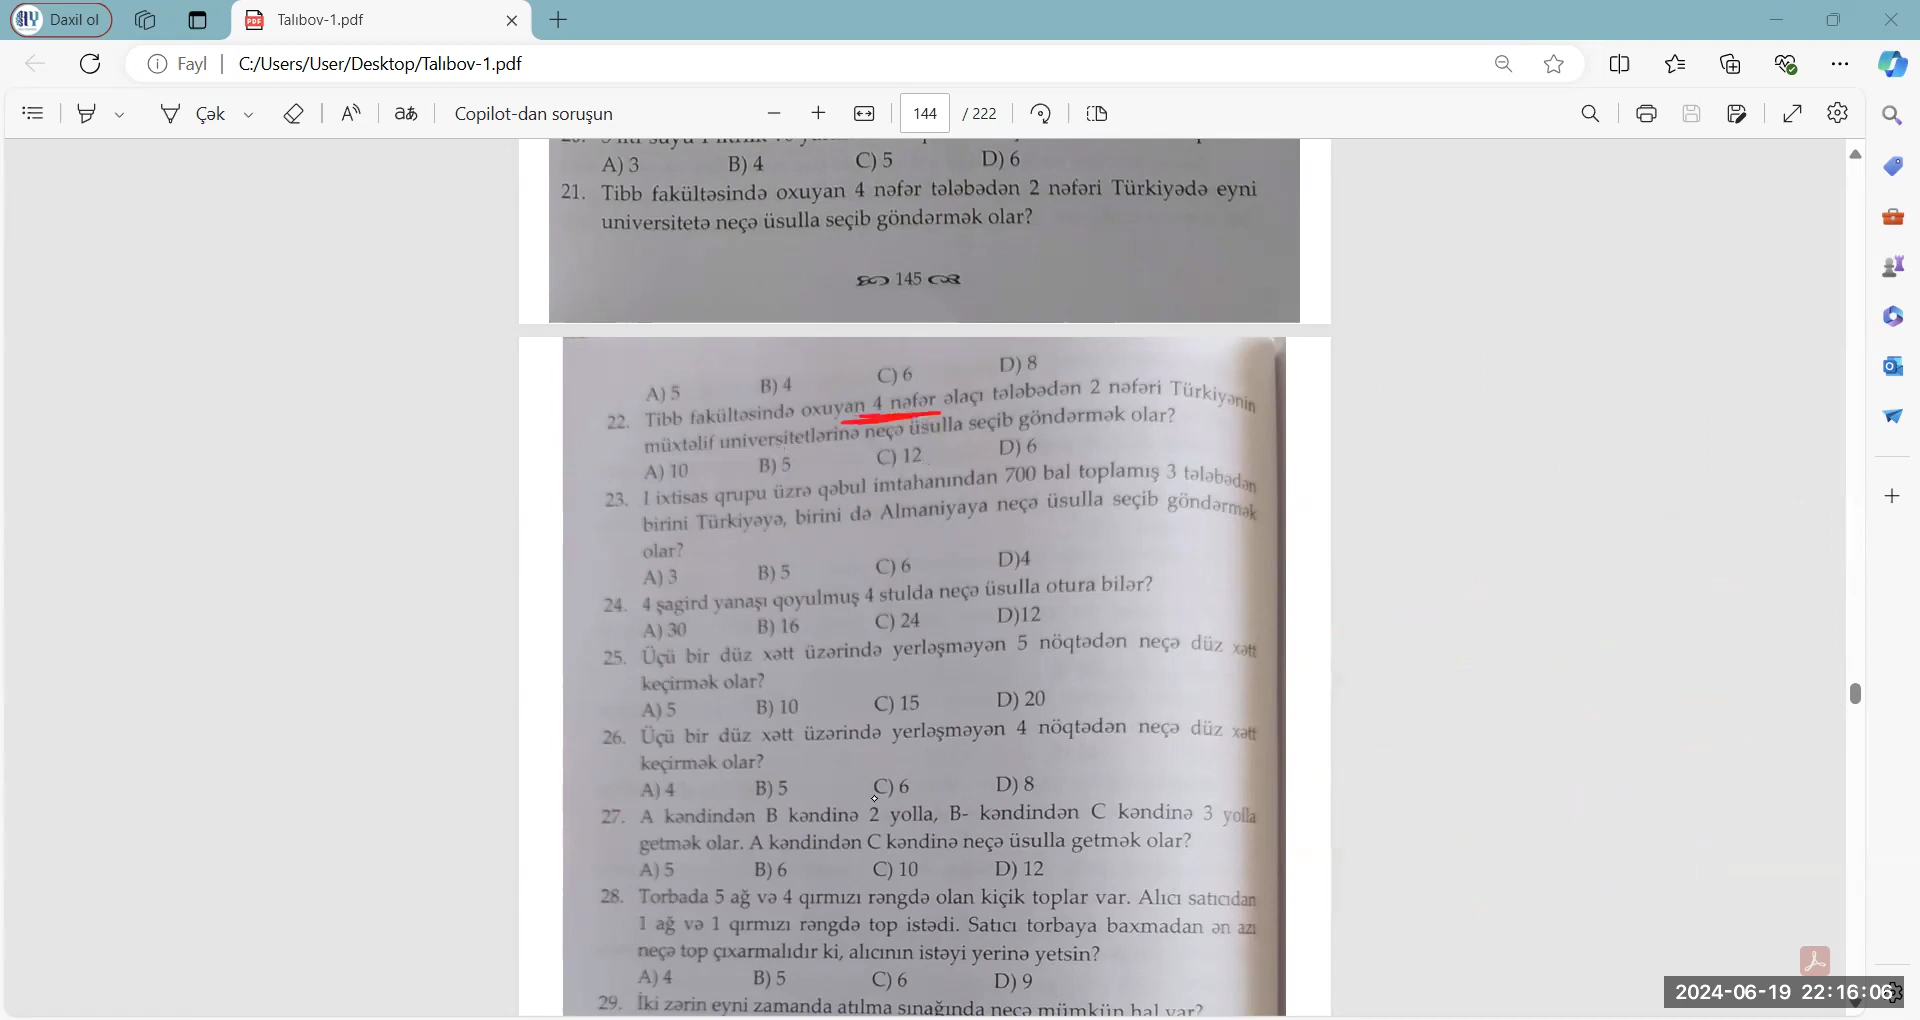 Daxil ol
Talıbov-1.pdf
Fayl
C:/Users/User/Desktop/Talıbov-1.pdf
Çək
Copilot-dan soruşun
144 / 222
A) 3 B) 4 C) 5 D) 6
21. Tibb fakültəsində oxuyan 4 nəfər tələbədən 2 nəfəri Türkiyədə eyni
universitetə neçə üsulla seçib göndərmək olar?
145
A) 5 B) 4 C) 6 D) 8
22. Tibb fakültəsində oxuyan 4 nəfər əlaçı tələbədən 2 nəfəri Türkiyənin
müxtəlif universitetlərinə neçə üsulla seçib göndərmək olar?
A) 10 B) 5 C) 12 D) 6
23. I ixtisas qrupu üzrə qəbul imtahanından 700 bal toplamış 3 tələbədən
birini Türkiyəyə, birini də Almaniyaya neçə üsulla seçib göndərmək
olar?
A) 3 B) 5 C) 6 D)4
24. 4 şagird yanaşı qoyulmuş 4 stulda neçə üsulla otura bilər?
A) 30 B) 16 C) 24 D)12
25. Üçü bir düz xətt üzərində yerləşməyən 5 nöqtədən neçə düz xətt
keçirmək olar?
A) 5 B) 10 C) 15 D) 20
26. Üçü bir düz xətt üzərində yerləşməyən 4 nöqtədən neçə düz xətt
keçirmək olar?
A) 4 B) 5 C) 6 D) 8
27. A kəndindən B kəndinə 2 yolla, B- kəndindən C kəndinə 3 yolla
getmək olar. A kəndindən C kəndinə neçə üsulla getmək olar?
A) 5 B) 6 C) 10 D) 12
28. Torbada 5 ağ və 4 qırmızı rəngdə olan kiçik toplar var. Alıcı satıcıdan
1 ağ və 1 qırmızı rəngdə top istədi. Satıcı torbaya baxmadan ən azı
neçə top çıxarmalıdır ki, alıcının istəyi yerinə yetsin?
A) 4 B) 5 C) 6 D) 9
29. İki zərin eyni zamanda atılma sınağında neçə mümkün hal var?
2024-06-19 22:16:06